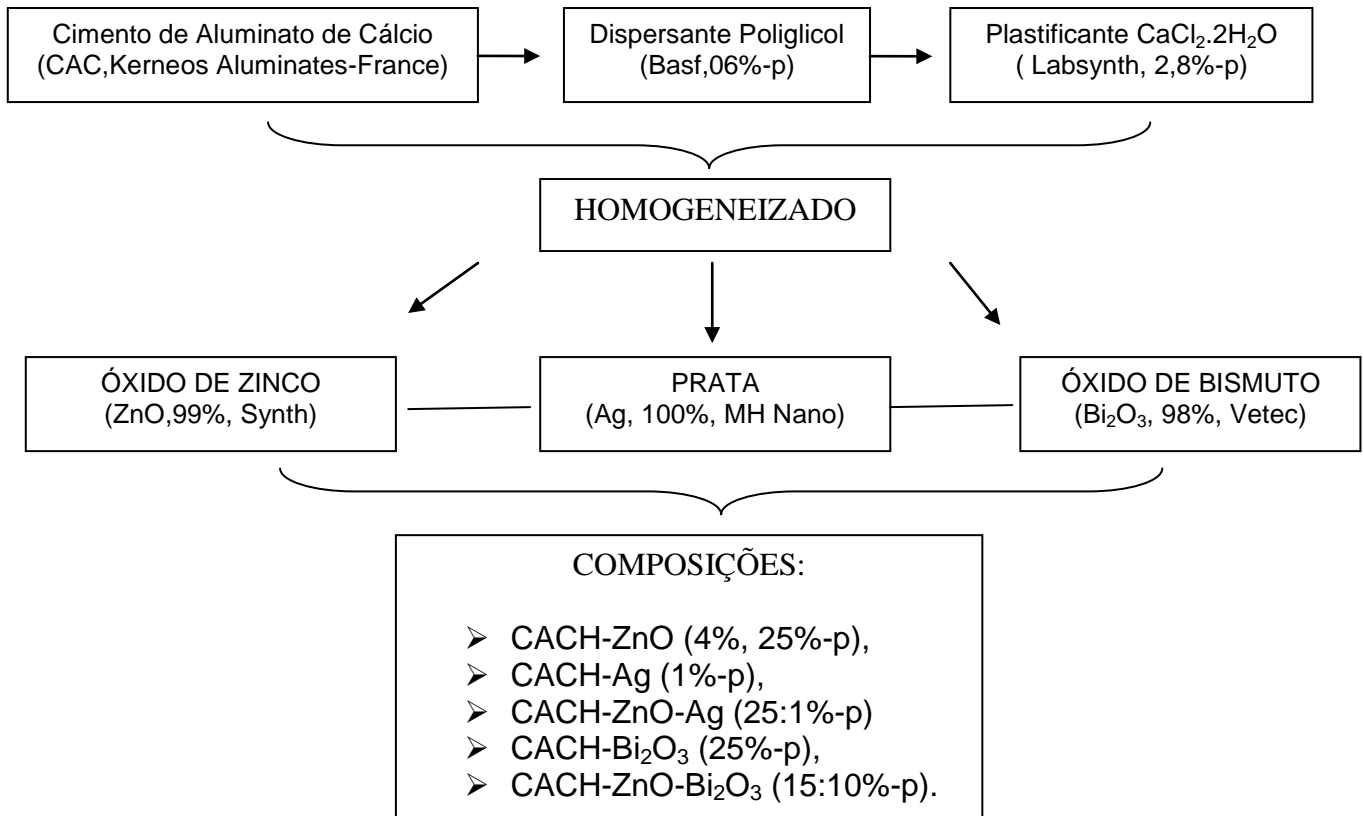 Cimento de Aluminato de Cálcio
(CAC,Kerneos Aluminates-France)
Dispersante Poliglicol
(Basf,06%-p)
Plastificante CaCl₂.2H₂O
( Labsynth, 2,8%-p)
HOMOGENEIZADO
ÓXIDO DE ZINCO
(ZnO,99%, Synth)
PRATA
(Ag, 100%, MH Nano)
ÓXIDO DE BISMUTO
(Bi₂O₃, 98%, Vetec)
COMPOSIÇÕES:
➢ CACH-ZnO (4%, 25%-p),
➢ CACH-Ag (1%-p),
➢ CACH-ZnO-Ag (25:1%-p)
➢ CACH-Bi₂O₃ (25%-p),
➢ CACH-ZnO-Bi₂O₃ (15:10%-p).